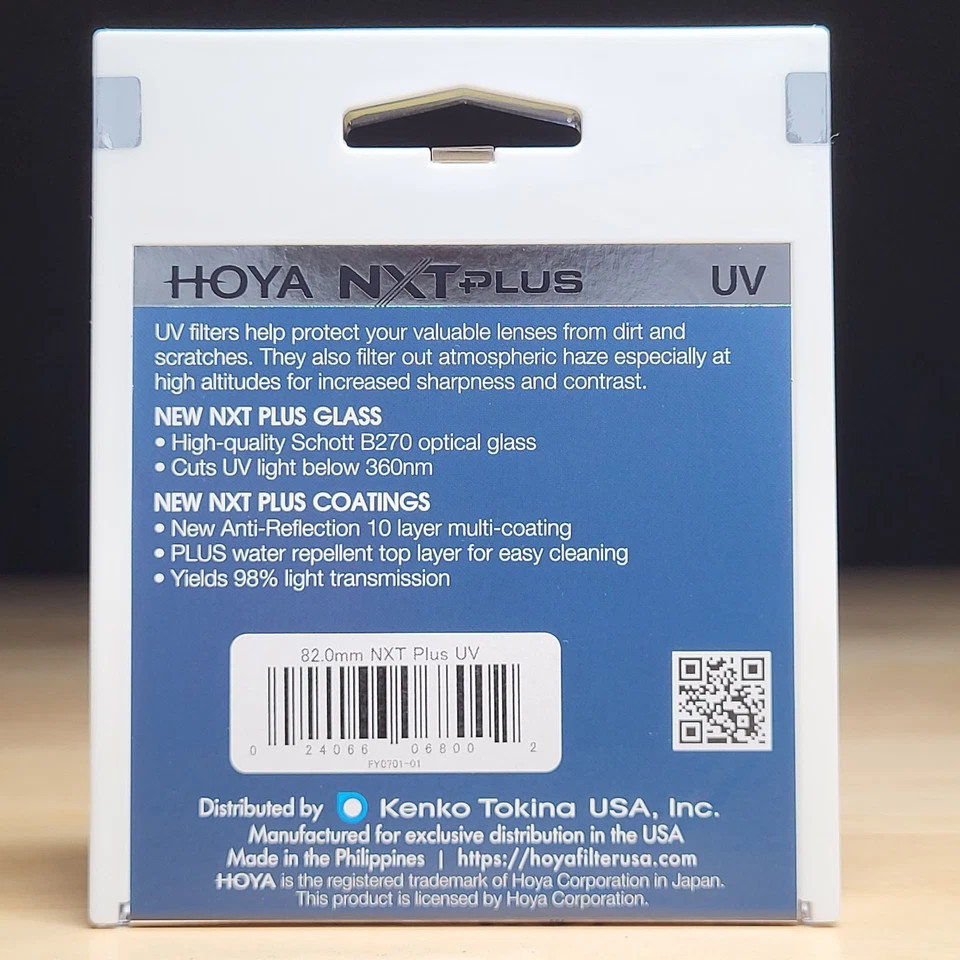 HOYA NXT PLUS UV
UV filters help protect your valuable lenses from dirt and
scratches. They also filter out atmospheric haze especially at
high altitudes for increased sharpness and contrast.
NEW NXT PLUS GLASS
• High-quality Schott B270 optical glass
• Cuts UV light below 360nm
NEW NXT PLUS COATINGS
• New Anti-Reflection 10 layer multi-coating
• PLUS water repellent top layer for easy cleaning
• Yields 98% light transmission
82.0mm NXT Plus UV
0 24066 06800 2
FY0701-01
Distributed by Kenko Tokina USA, Inc.
Manufactured for exclusive distribution in the USA
Made in the Philippines | https://hoyafilterusa.com
HOYA is the registered trademark of Hoya Corporation in Japan.
This product is licensed by Hoya Corporation.